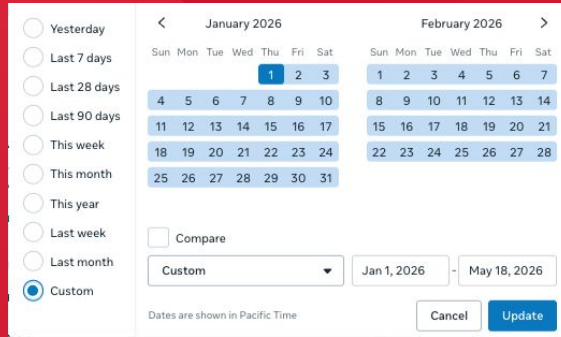 Yesterday
Last 7 days
Last 28 days
Last 90 days
This week
This month
This year
Last week
Last month
Custom
January 2026
Sun Mon Tue Wed Thu Fri Sat
1 2 3
4 5 6 7 8 9 10
11 12 13 14 15 16 17
18 19 20 21 22 23 24
25 26 27 28 29 30 31
February 2026
Sun Mon Tue Wed Thu Fri Sat
1 2 3 4 5 6 7
8 9 10 11 12 13 14
15 16 17 18 19 20 21
22 23 24 25 26 27 28
Compare
Custom
Jan 1, 2026 - May 18, 2026
Dates are shown in Pacific Time
Cancel
Update